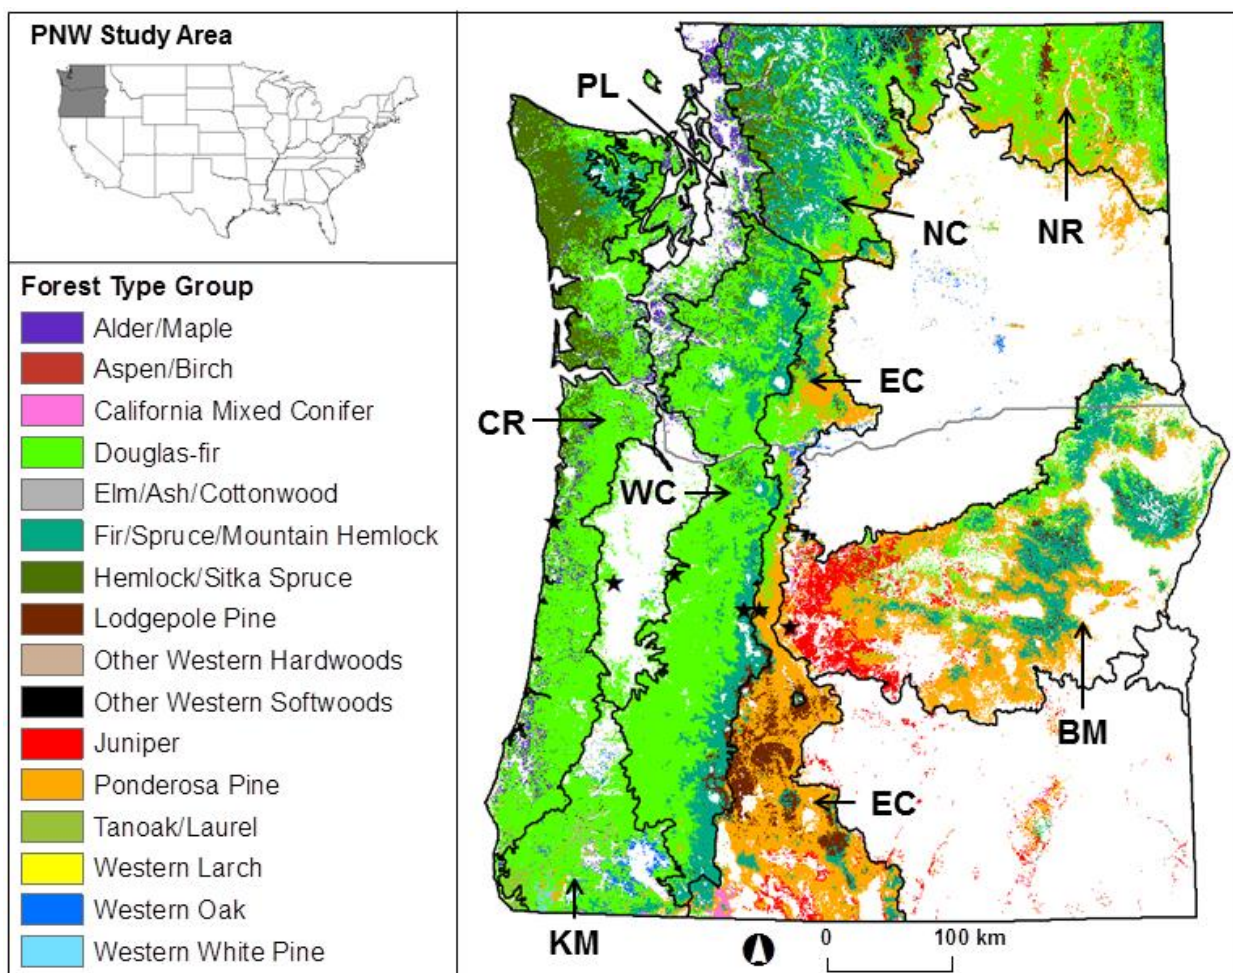 PNW Study Area
Forest Type Group
Alder/Maple
Aspen/Birch
California Mixed Conifer
Douglas-fir
Elm/Ash/Cottonwood
Fir/Spruce/Mountain Hemlock
Hemlock/Sitka Spruce
Lodgepole Pine
Other Western Hardwoods
Other Western Softwoods
Juniper
Ponderosa Pine
Tanoak/Laurel
Western Larch
Western Oak
Western White Pine
PL
NC
NR
EC
CR
WC
BM
EC
KM
0 100 km